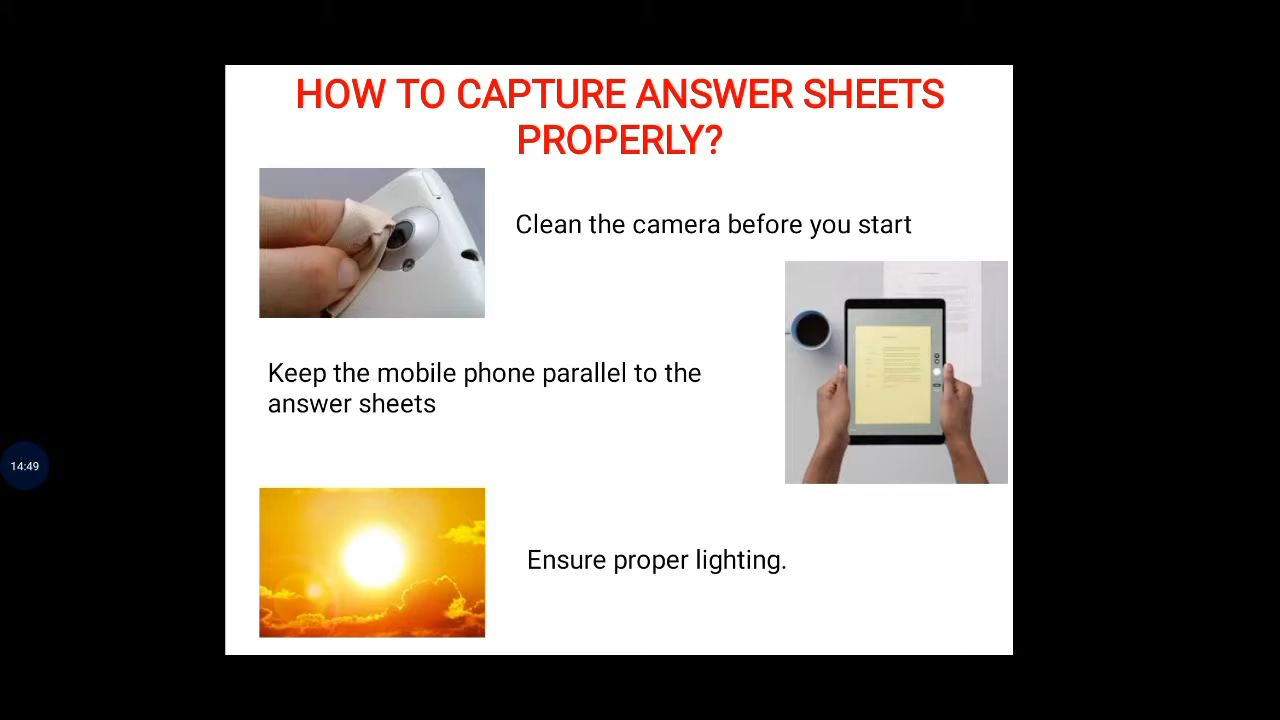 HOW TO CAPTURE ANSWER SHEETS
PROPERLY?
Clean the camera before you start
Keep the mobile phone parallel to the
answer sheets
14:49
Ensure proper lighting.